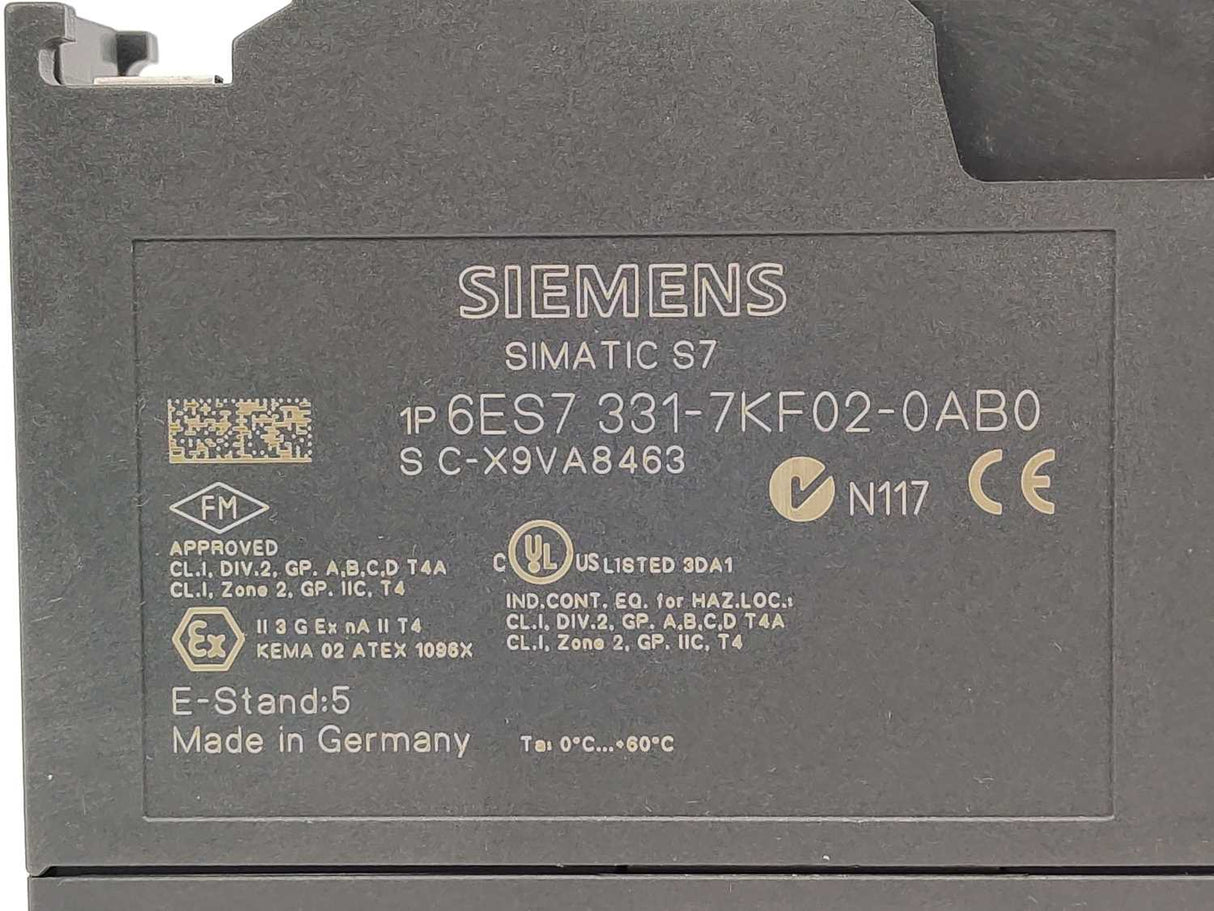 SIEMENS
SIMATIC S7
1P 6ES7 331-7KF02-0AB0
S C-X9VA8463
N117 CE
FM
APPROVED
CL.I, DIV.2, GP. A,B,C,D T4A
CL.I, Zone 2, GP. IIC, T4
C UL US LISTED 3DA1
IND.CONT. EQ. for HAZ.LOC.:
CL.I, DIV.2, GP. A,B,C,D T4A
CL.I, Zone 2, GP. IIC, T4
Ex II 3 G Ex nA II T4
KEMA 02 ATEX 1096X
E-Stand:5
Made in Germany
Ta: 0°C...+60°C